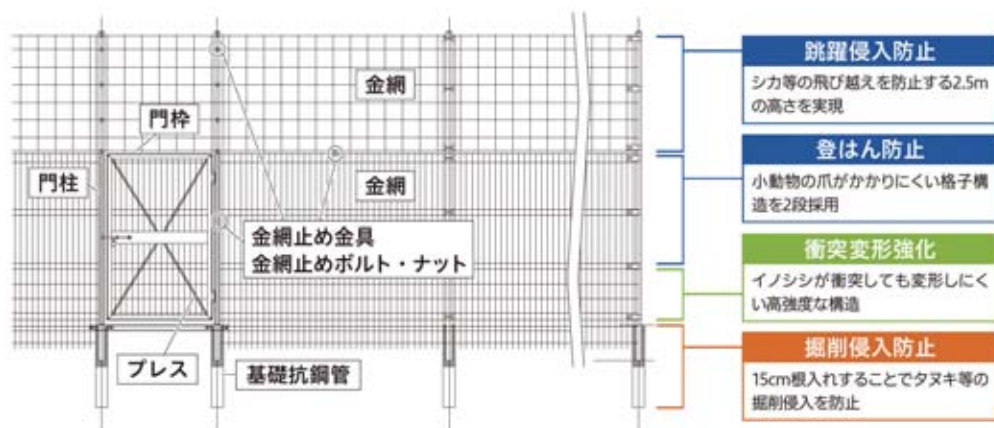 金網
門枠
門柱
金網
金網止め金具
金網止めボルト・ナット
プレス
基礎抗鋼管
跳躍侵入防止
シカ等の飛び越えを防止する2.5m
の高さを実現
登はん防止
小動物の爪がかかりにくい格子構
造を2段採用
衝突変形強化
イノシシが衝突しても変形しにく
い高強度な構造
掘削侵入防止
15cm根入れすることでタヌキ等の
掘削侵入を防止